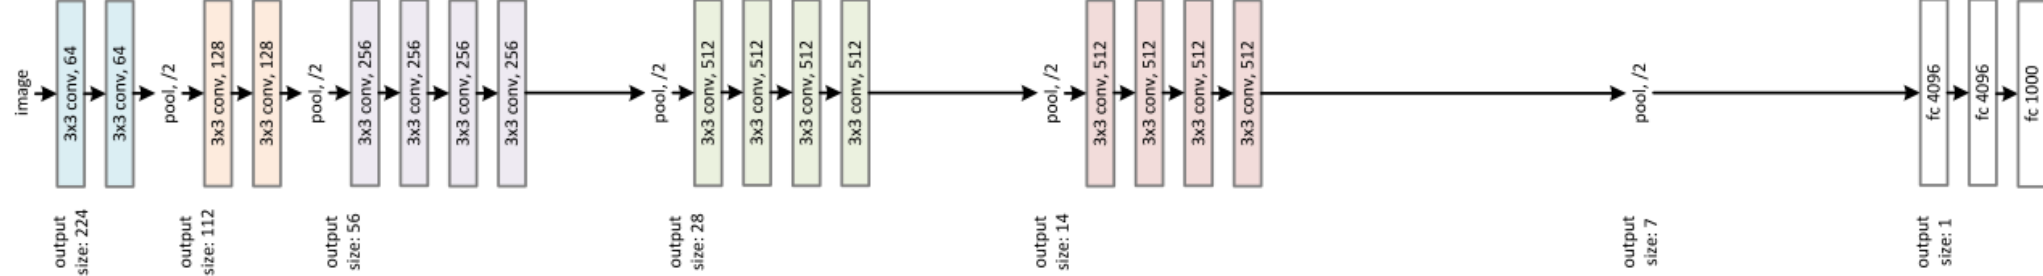 image
3x3 conv, 64
3x3 conv, 64
pool, /2
3x3 conv, 128
3x3 conv, 128
pool, /2
3x3 conv, 256
3x3 conv, 256
3x3 conv, 256
3x3 conv, 256
pool, /2
3x3 conv, 512
3x3 conv, 512
3x3 conv, 512
3x3 conv, 512
pool, /2
3x3 conv, 512
3x3 conv, 512
3x3 conv, 512
3x3 conv, 512
pool, /2
fc 4096
fc 4096
fc 1000
output
size: 224
output
size: 112
output
size: 56
output
size: 28
output
size: 14
output
size: 7
output
size: 1